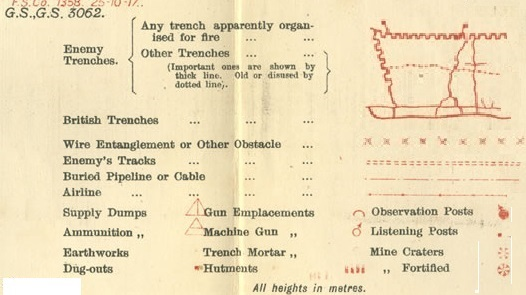 F.S.Co. 1358. 25-10-17.
G.S.,G.S. 3062.
Enemy Trenches.
Any trench apparently organ-
ised for fire ... ...
Other Trenches ... ...
(Important ones are shown by
thick line. Old or disused by
dotted line).
British Trenches ... ... ...
Wire Entanglement or Other Obstacle ...
Enemy's Tracks ... ... ...
Buried Pipeline or Cable ... ...
Airline ... ... ... ...
Supply Dumps Gun Emplacements Observation Posts
Ammunition „ Machine Gun „ Listening Posts
Earthworks Trench Mortar „ Mine Craters
Dug-outs Hutments „ Fortified
All heights in metres.